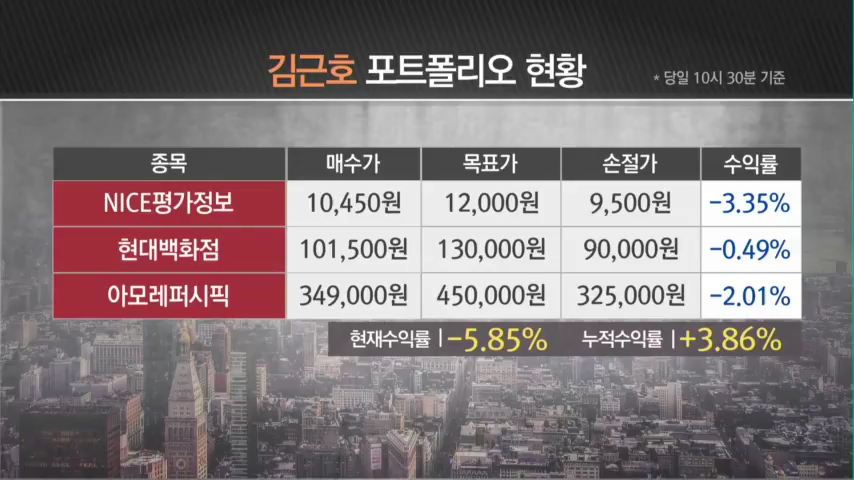 김근호 포트폴리오 현황
* 당일 10시 30분 기준
종목 매수가 목표가 손절가 수익률
NICE평가정보 10,450원 12,000원 9,500원 -3.35%
현대백화점 101,500원 130,000원 90,000원 -0.49%
아모레퍼시픽 349,000원 450,000원 325,000원 -2.01%
현재수익률 | -5.85% 누적수익률 | +3.86%